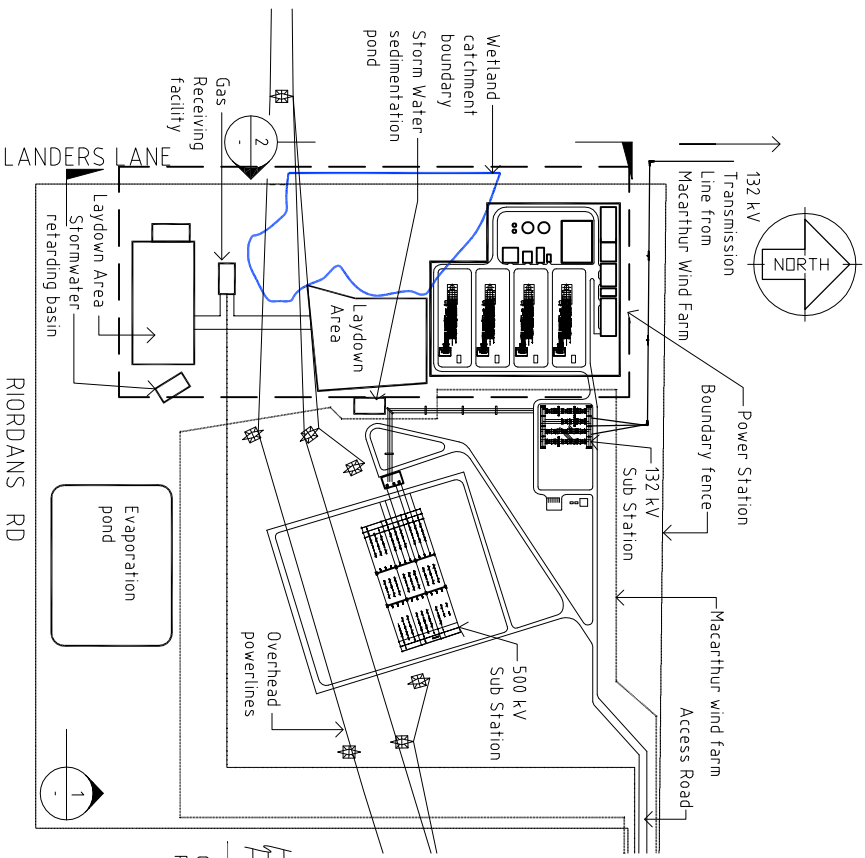 LANDERS LANE
NORTH
132 kV
Transmission
Line from
Macarthur Wind Farm
Wetland
catchment
boundary
Storm Water
sedimentation
pond
Gas
Receiving
facility
2
-
Laydown Area
Stormwater
retarding basin
Laydown
Area
Power Station
Boundary fence
132 kV
Sub Station
Macarthur wind farm
Access Road
500 kV
Sub Station
Overhead
powerlines
Evaporation
pond
RIORDANS RD
1
-